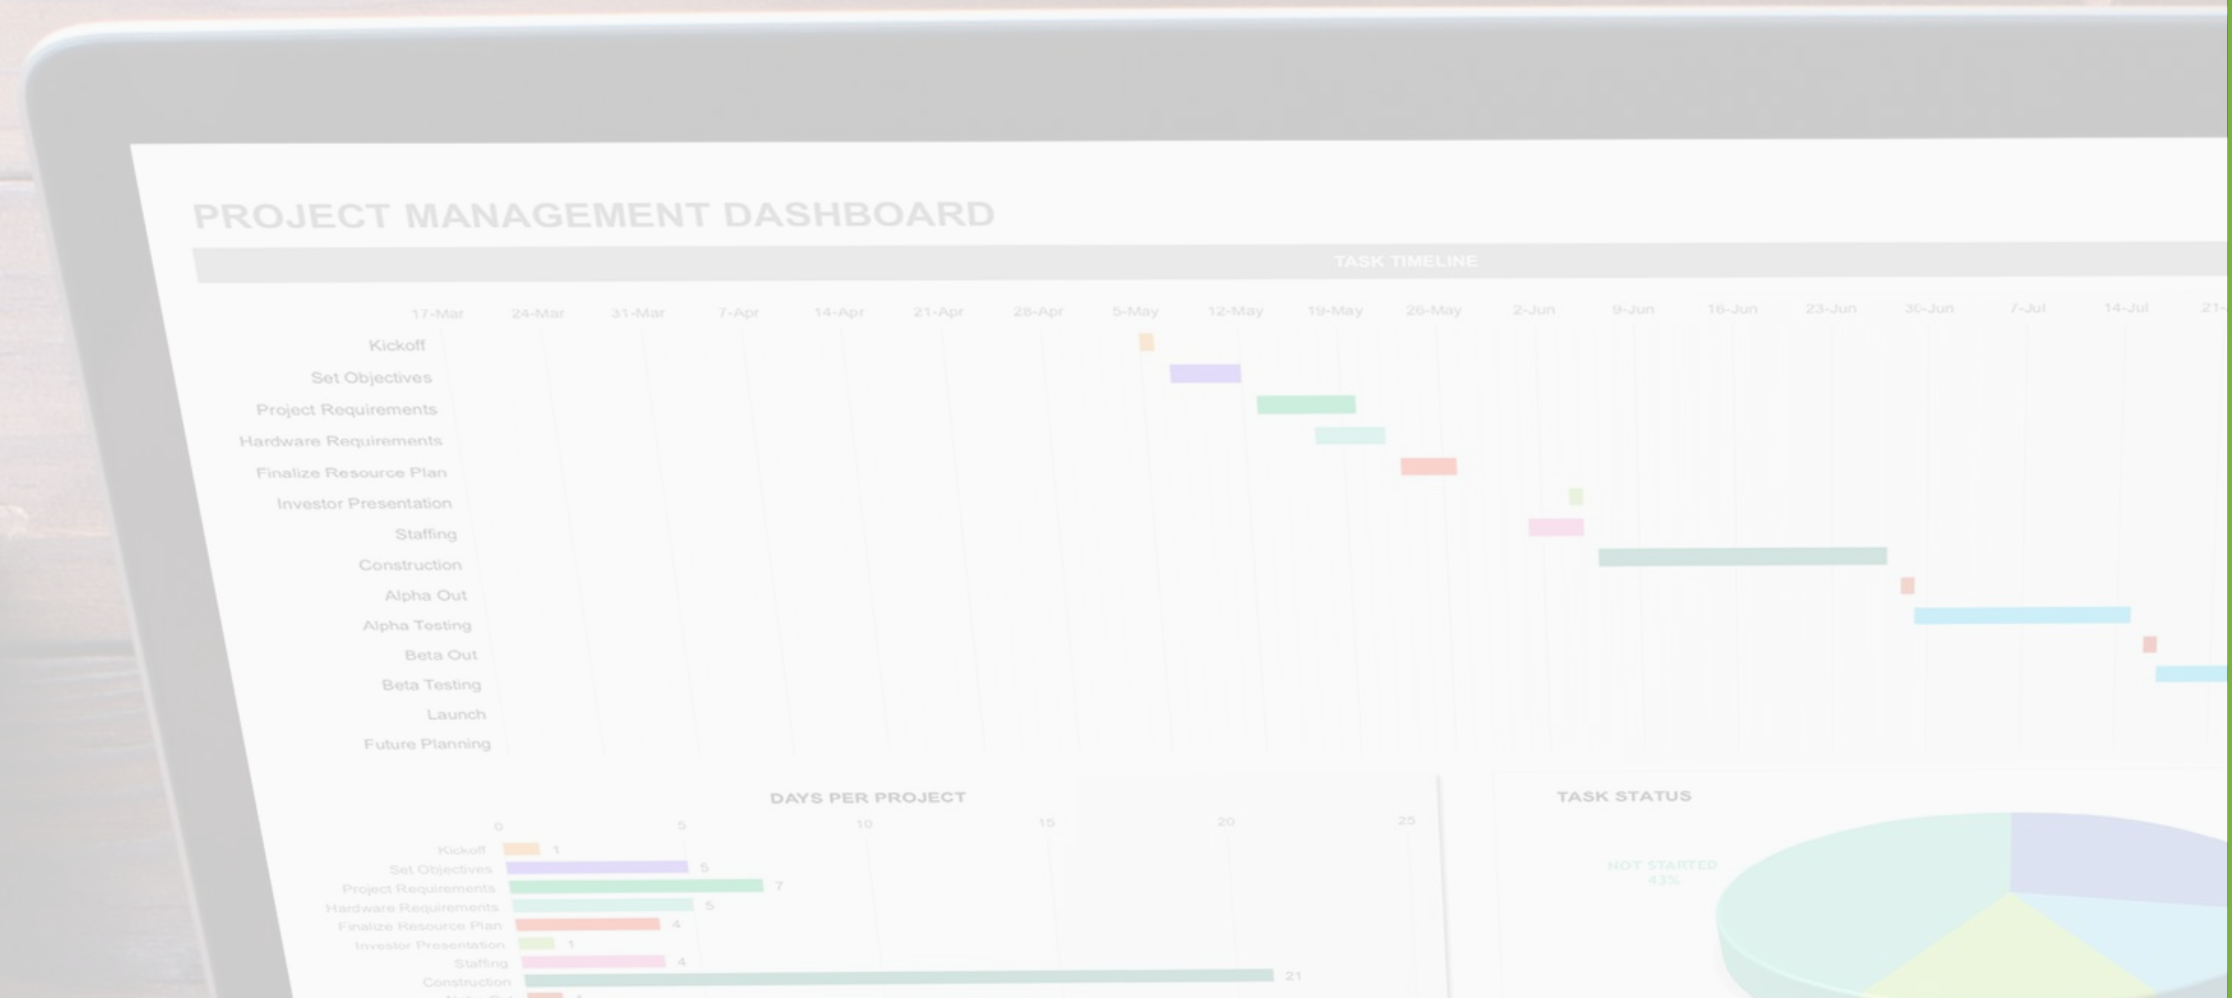 PROJECT MANAGEMENT DASHBOARD
TASK TIMELINE
17-Mar 24-Mar 31-Mar 7-Apr 14-Apr 21-Apr 28-Apr 5-May 12-May 19-May 26-May 2-Jun 9-Jun 16-Jun 23-Jun 30-Jun 7-Jul 14-Jul
Kickoff
Set Objectives
Project Requirements
Hardware Requirements
Finalize Resource Plan
Investor Presentation
Staffing
Construction
Alpha Out
Alpha Testing
Beta Out
Beta Testing
Launch
Future Planning
DAYS PER PROJECT
0 5 10 15 20 25
Kickoff 1
Set Objectives 5
Project Requirements 7
Hardware Requirements 5
Finalize Resource Plan 4
Investor Presentation 1
Staffing 4
Construction 21
TASK STATUS
NOT STARTED
43%